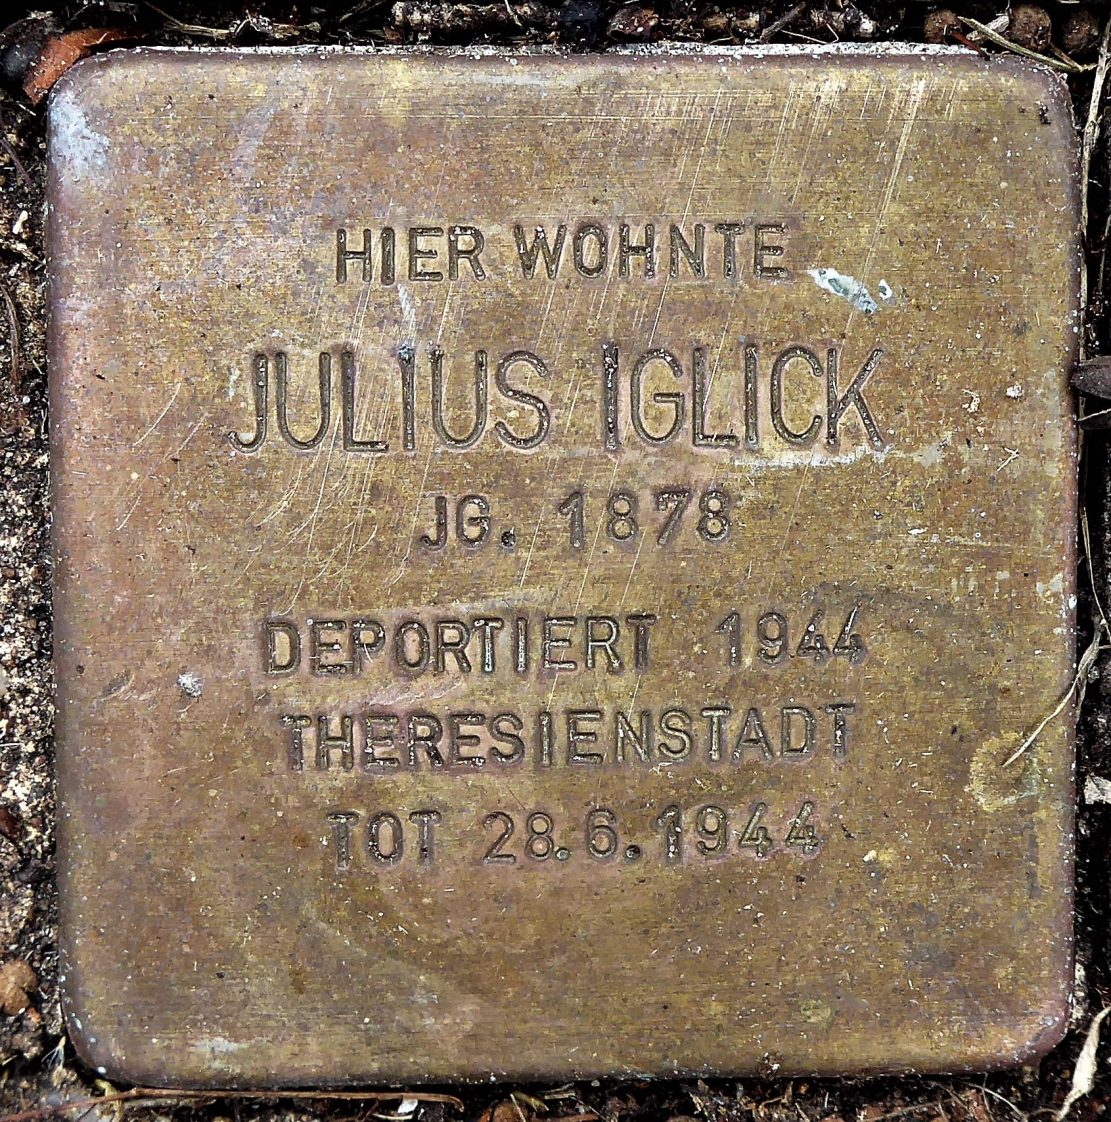 HIER WOHNTE
JULIUS IGLICK
JG. 1878
DEPORTIERT 1944
THERESIENSTADT
TOT 28.6.1944